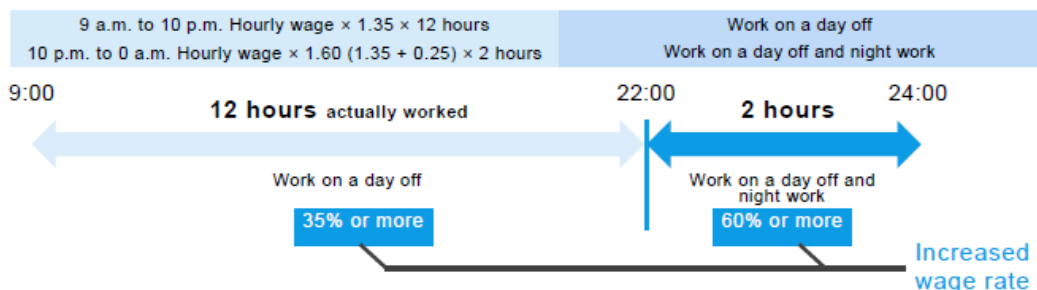 9 a.m. to 10 p.m. Hourly wage × 1.35 × 12 hours
Work on a day off
10 p.m. to 0 a.m. Hourly wage × 1.60 (1.35 + 0.25) × 2 hours
Work on a day off and night work
9:00
22:00
24:00
12 hours actually worked
2 hours
Work on a day off
Work on a day off and
night work
35% or more
60% or more
Increased
wage rate